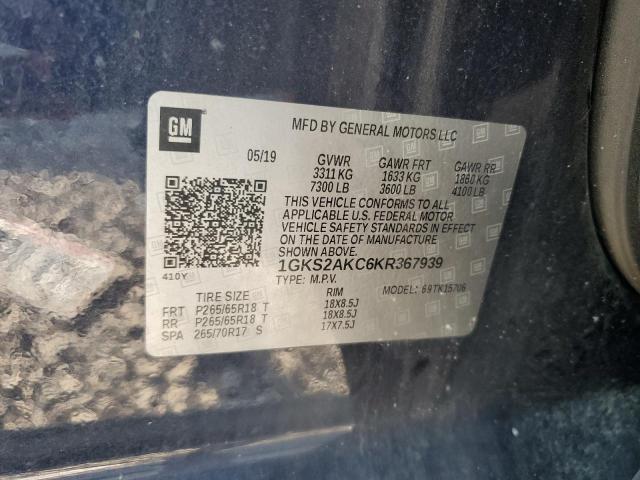 GM
MFD BY GENERAL MOTORS LLC
05/19 GVWR GAWR FRT GAWR RR
3311 KG 1633 KG 1860 KG
7300 LB 3600 LB 4100 LB
THIS VEHICLE CONFORMS TO ALL
APPLICABLE U.S. FEDERAL MOTOR
VEHICLE SAFETY STANDARDS IN EFFECT
ON THE DATE OF MANUFACTURE
SHOWN ABOVE.
410Y 1GKS2AKC6KR367939
TYPE: M.P.V. MODEL: 69TK15706
TIRE SIZE RIM
FRT P265/65R18 T 18X8.5J
RR P265/65R18 T 18X8.5J
SPA 265/70R17 S 17X7.5J